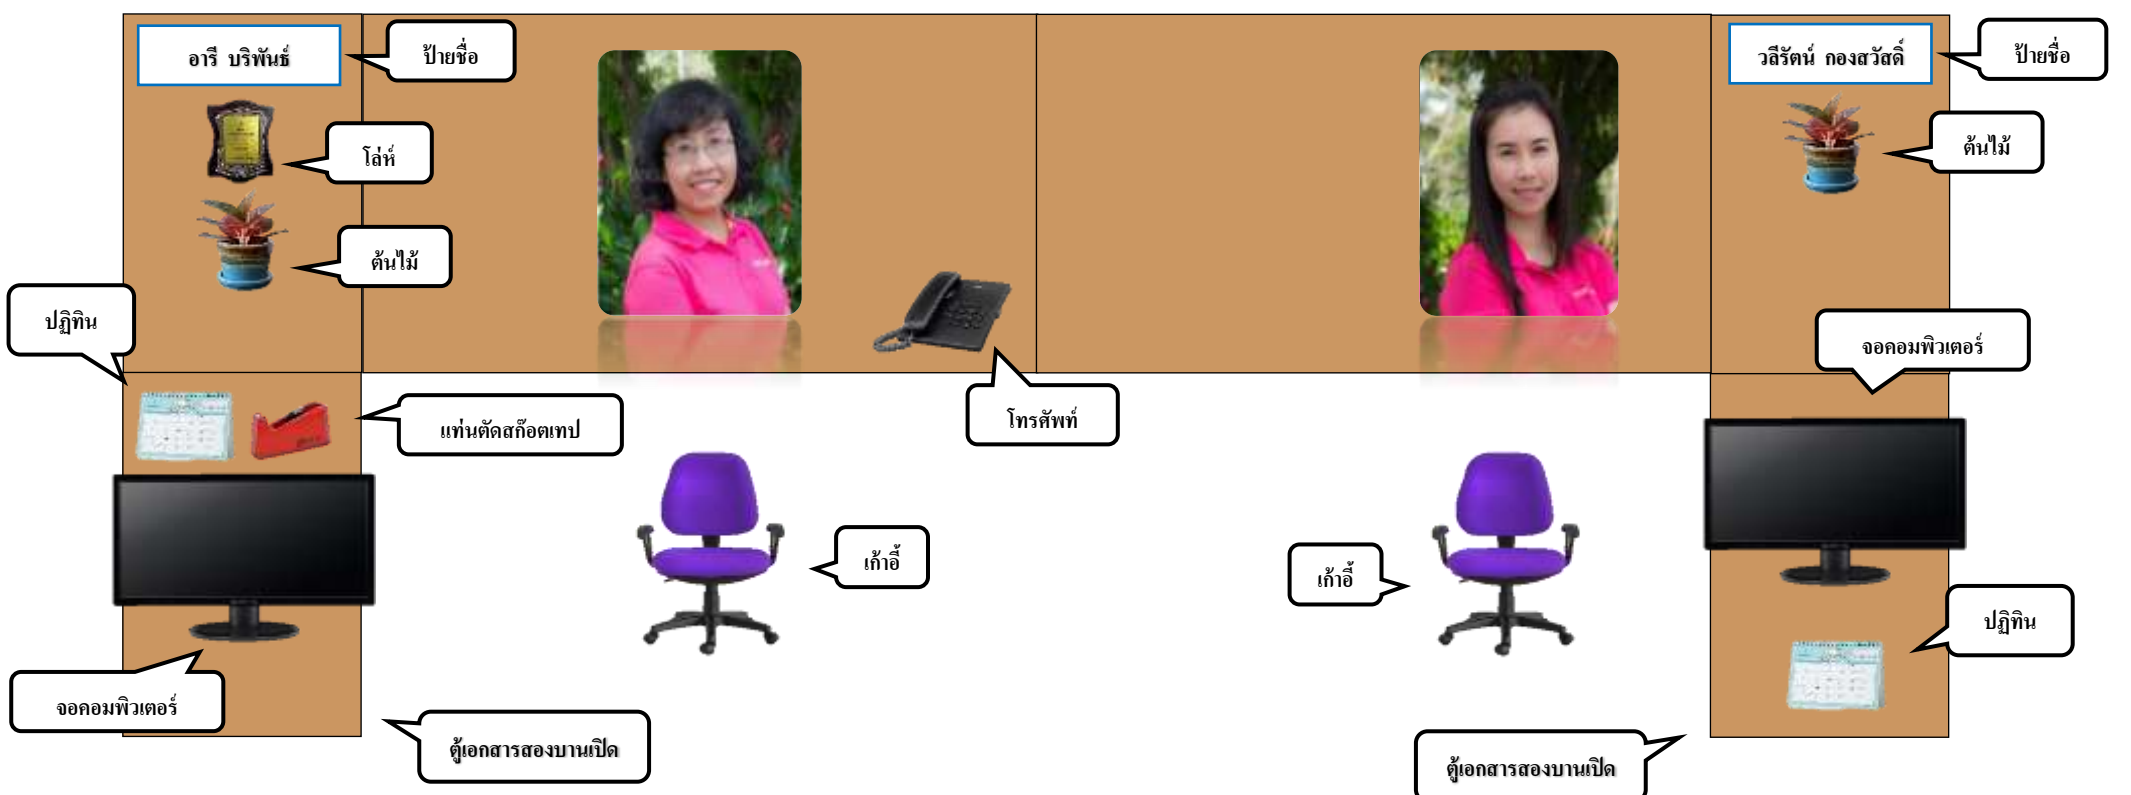 อารี บริพันธ์
ป้ายชื่อ
วลีรัตน์ กองสวัสดิ์
ป้ายชื่อ
โล่ห์
ต้นไม้
ต้นไม้
ปฏิทิน
จอคอมพิวเตอร์
แท่นตัดสก๊อตเทป
โทรศัพท์
เก้าอี้
เก้าอี้
ปฏิทิน
จอคอมพิวเตอร์
ตู้เอกสารสองบานเปิด
ตู้เอกสารสองบานเปิด